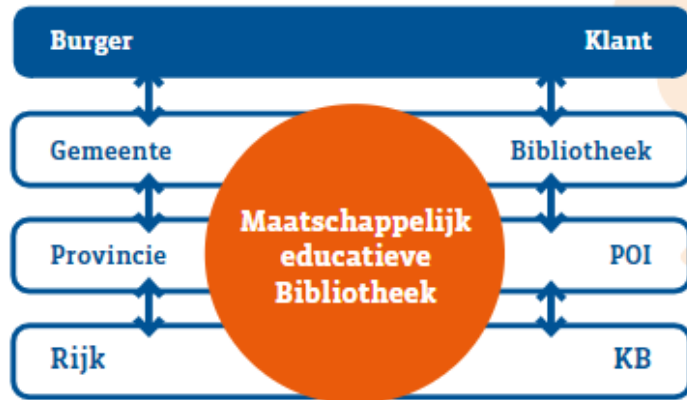 Burger Klant
Gemeente Bibliotheek
Maatschappelijk
educatieve
Bibliotheek
Provincie POI
Rijk KB